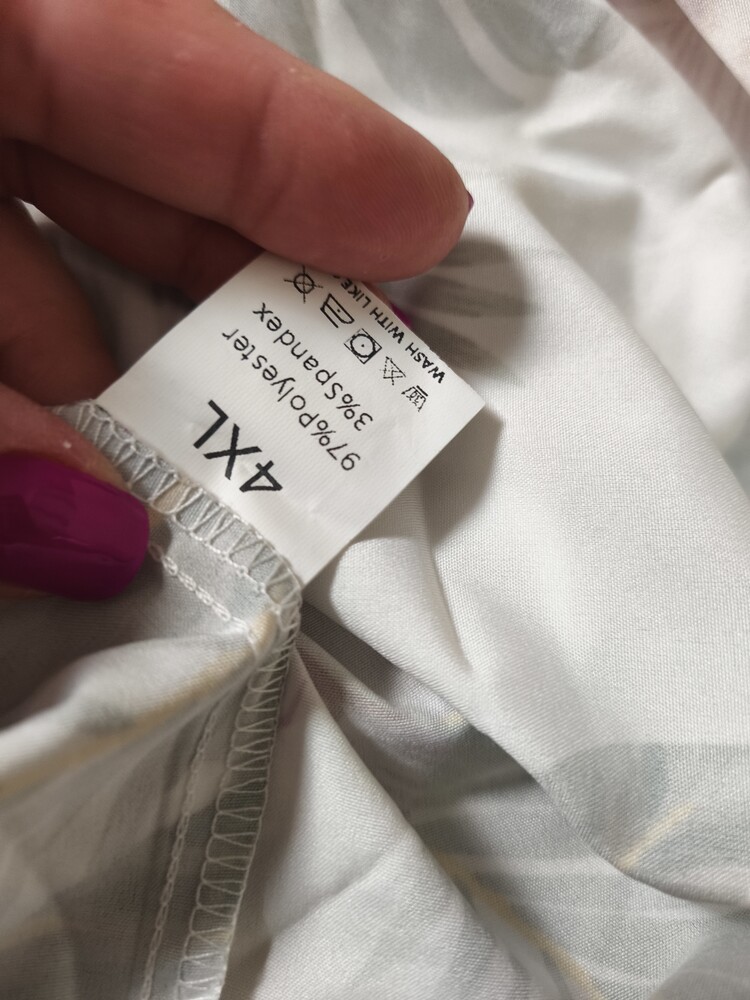 4XL
97%Polyester
3%Spandex
WASH WITH LIKE